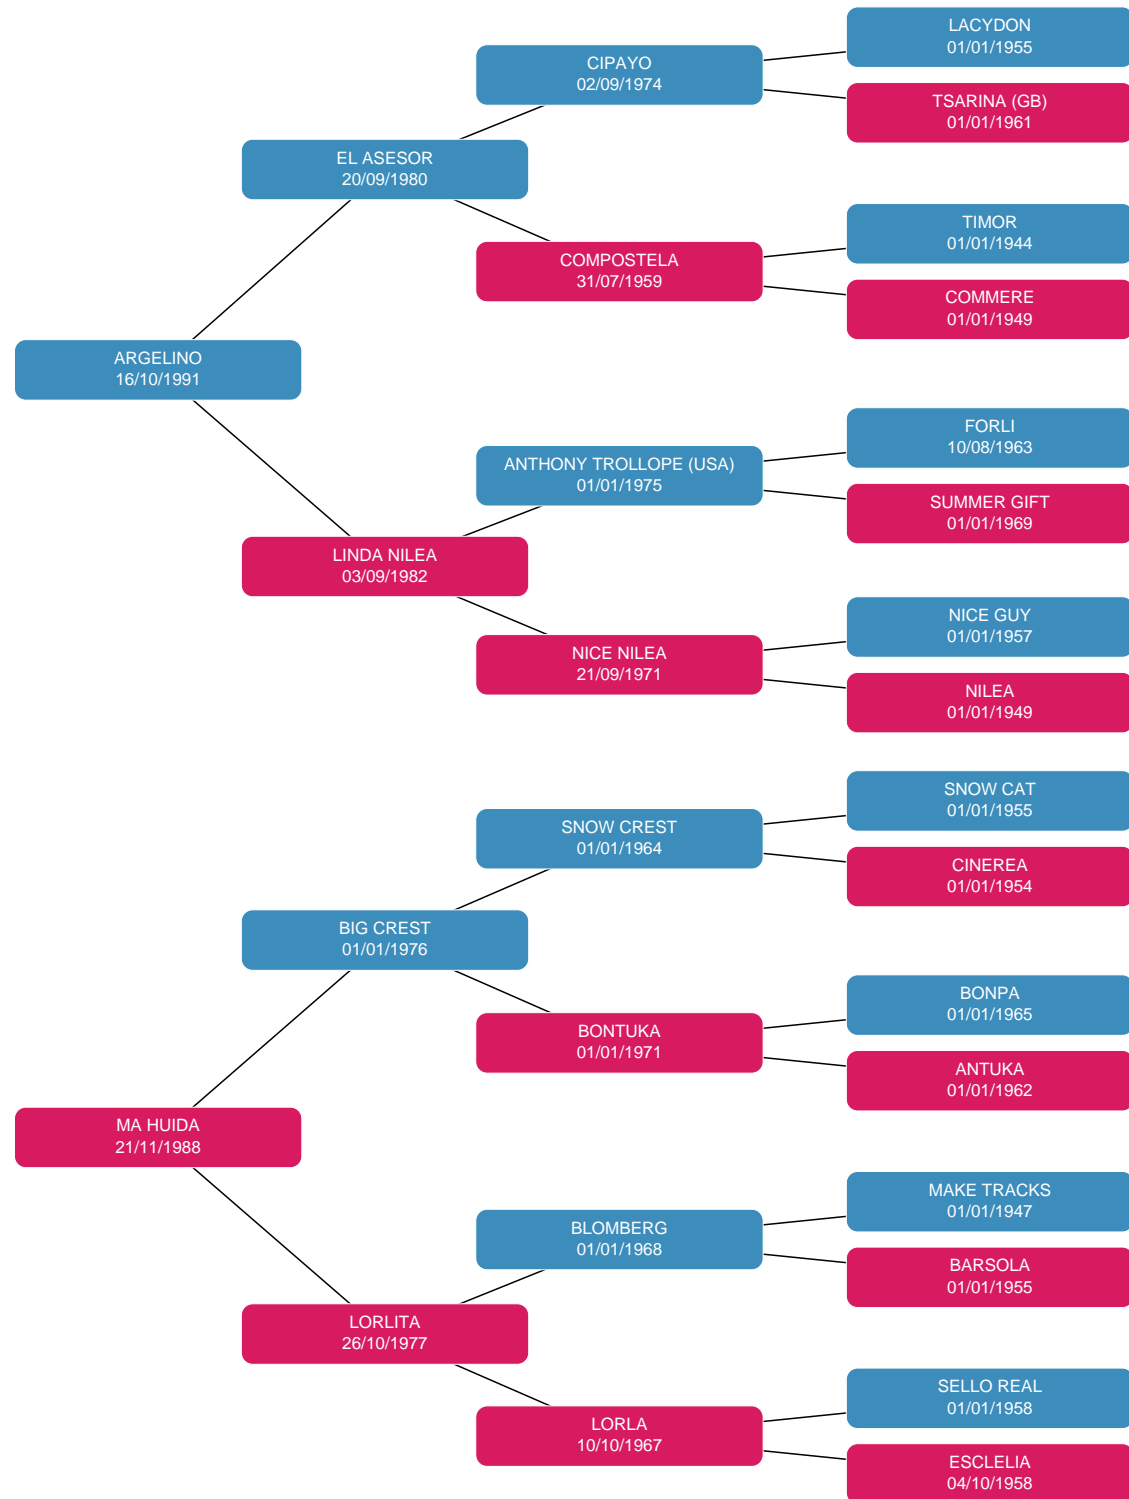 LACYDON
01/01/1955
CIPAYO
02/09/1974
TSARINA (GB)
01/01/1961
EL ASESOR
20/09/1980
TIMOR
01/01/1944
COMPOSTELA
31/07/1959
COMMERE
01/01/1949
ARGELINO
16/10/1991
FORLI
10/08/1963
ANTHONY TROLLOPE (USA)
01/01/1975
SUMMER GIFT
01/01/1969
LINDA NILEA
03/09/1982
NICE GUY
01/01/1957
NICE NILEA
21/09/1971
NILEA
01/01/1949
SNOW CAT
01/01/1955
SNOW CREST
01/01/1964
CINEREA
01/01/1954
BIG CREST
01/01/1976
BONPA
01/01/1965
BONTUKA
01/01/1971
ANTUKA
01/01/1962
MA HUIDA
21/11/1988
MAKE TRACKS
01/01/1947
BLOMBERG
01/01/1968
BARSOLA
01/01/1955
LORLITA
26/10/1977
SELLO REAL
01/01/1958
LORLA
10/10/1967
ESCLELIA
04/10/1958